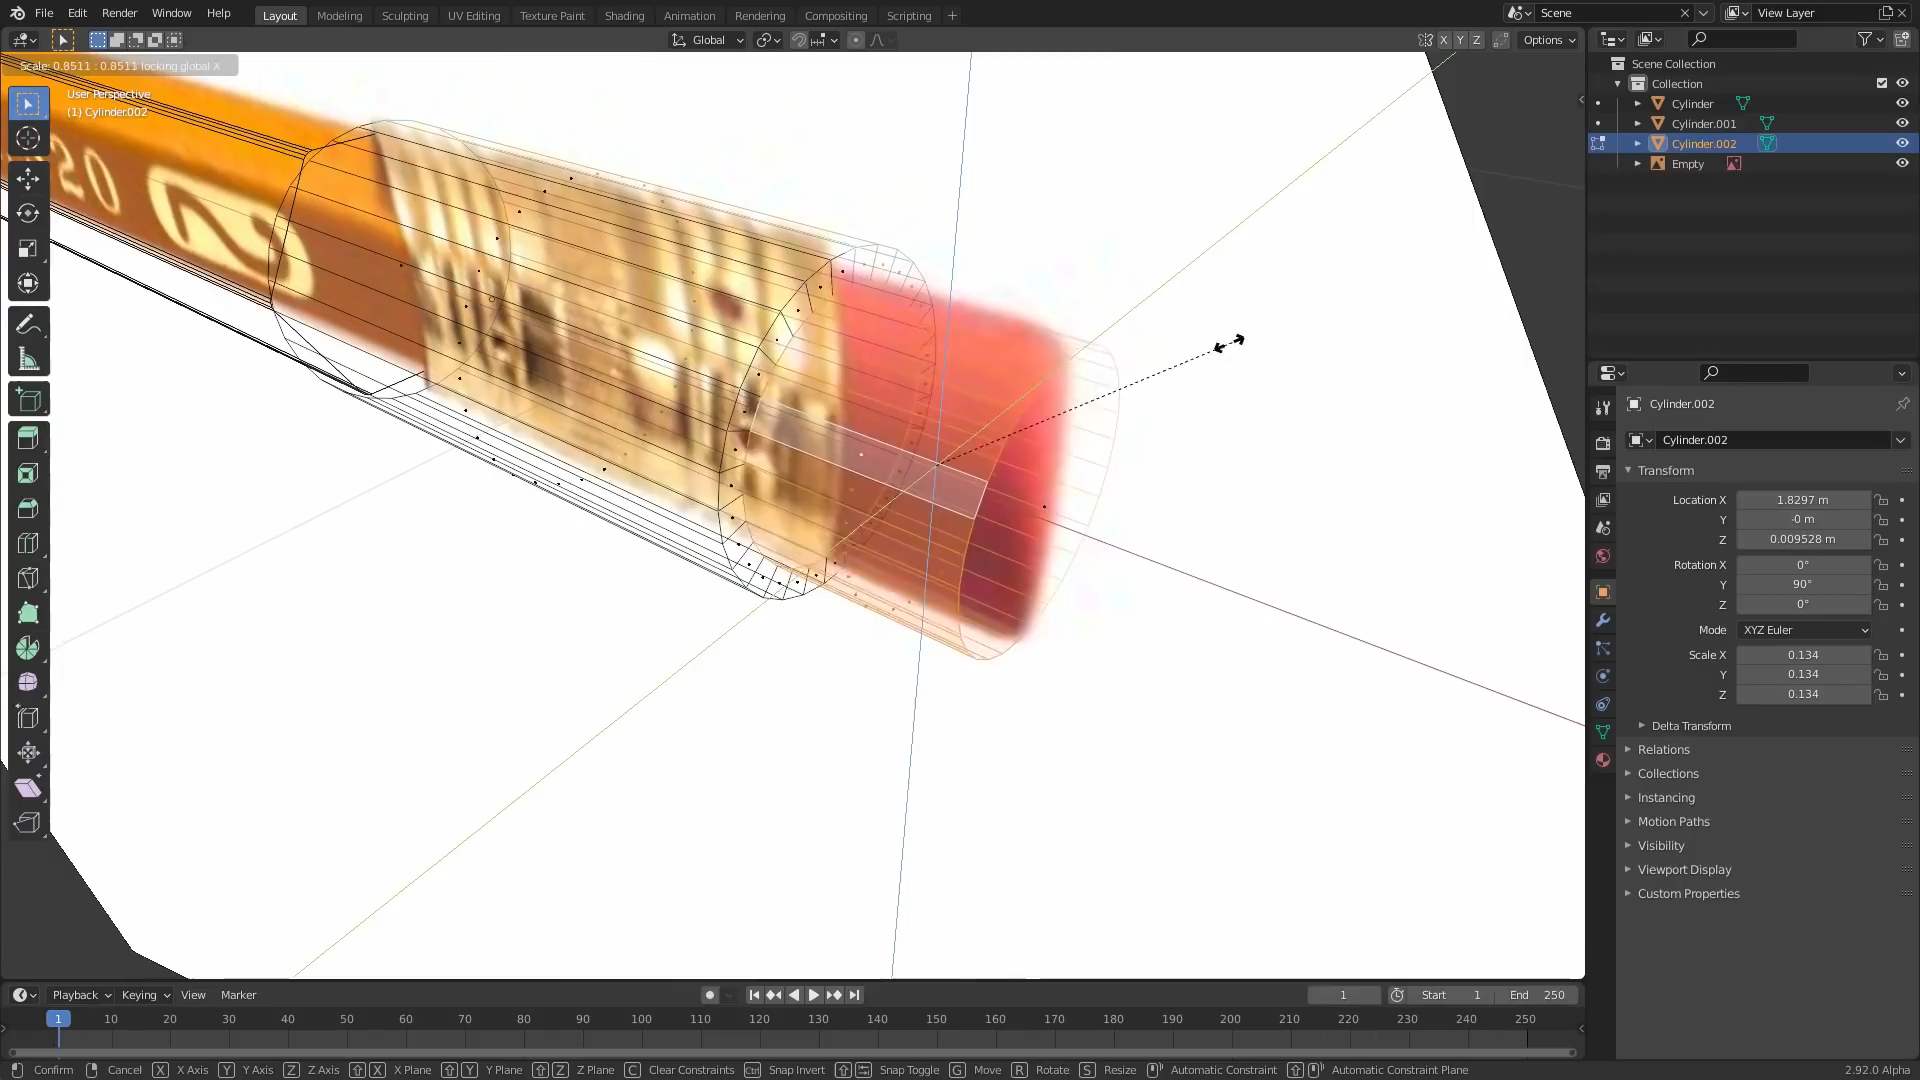 File Edit Render Window Help
Layout Modeling Sculpting UV Editing Texture Paint Shading Animation Rendering Compositing Scripting +
Scene
View Layer
Global
X Y Z
Options
Scale: 0.8511 : 0.8511 locking global X
User Perspective
(1) Cylinder.002
Scene Collection
Collection
Cylinder
Cylinder.001
Cylinder.002
Empty
Cylinder.002
Cylinder.002
Transform
Location X 1.8297 m
Y -0 m
Z 0.009528 m
Rotation X 0°
Y 90°
Z 0°
Mode XYZ Euler
Scale X 0.134
Y 0.134
Z 0.134
Delta Transform
Relations
Collections
Instancing
Motion Paths
Visibility
Viewport Display
Custom Properties
Playback Keying View Marker
1 Start 1 End 250
1 10 20 30 40 50 60 70 80 90 100 110 120 130 140 150 160 170 180 190 200 210 220 230 240 250
Confirm Cancel X X Axis Y Y Axis Z Z Axis X X Plane Y Y Plane Z Z Plane C Clear Constraints Ctrl Snap Invert Snap Toggle G Move R Rotate S Resize Automatic Constraint Automatic Constraint Plane 2.92.0 Alpha